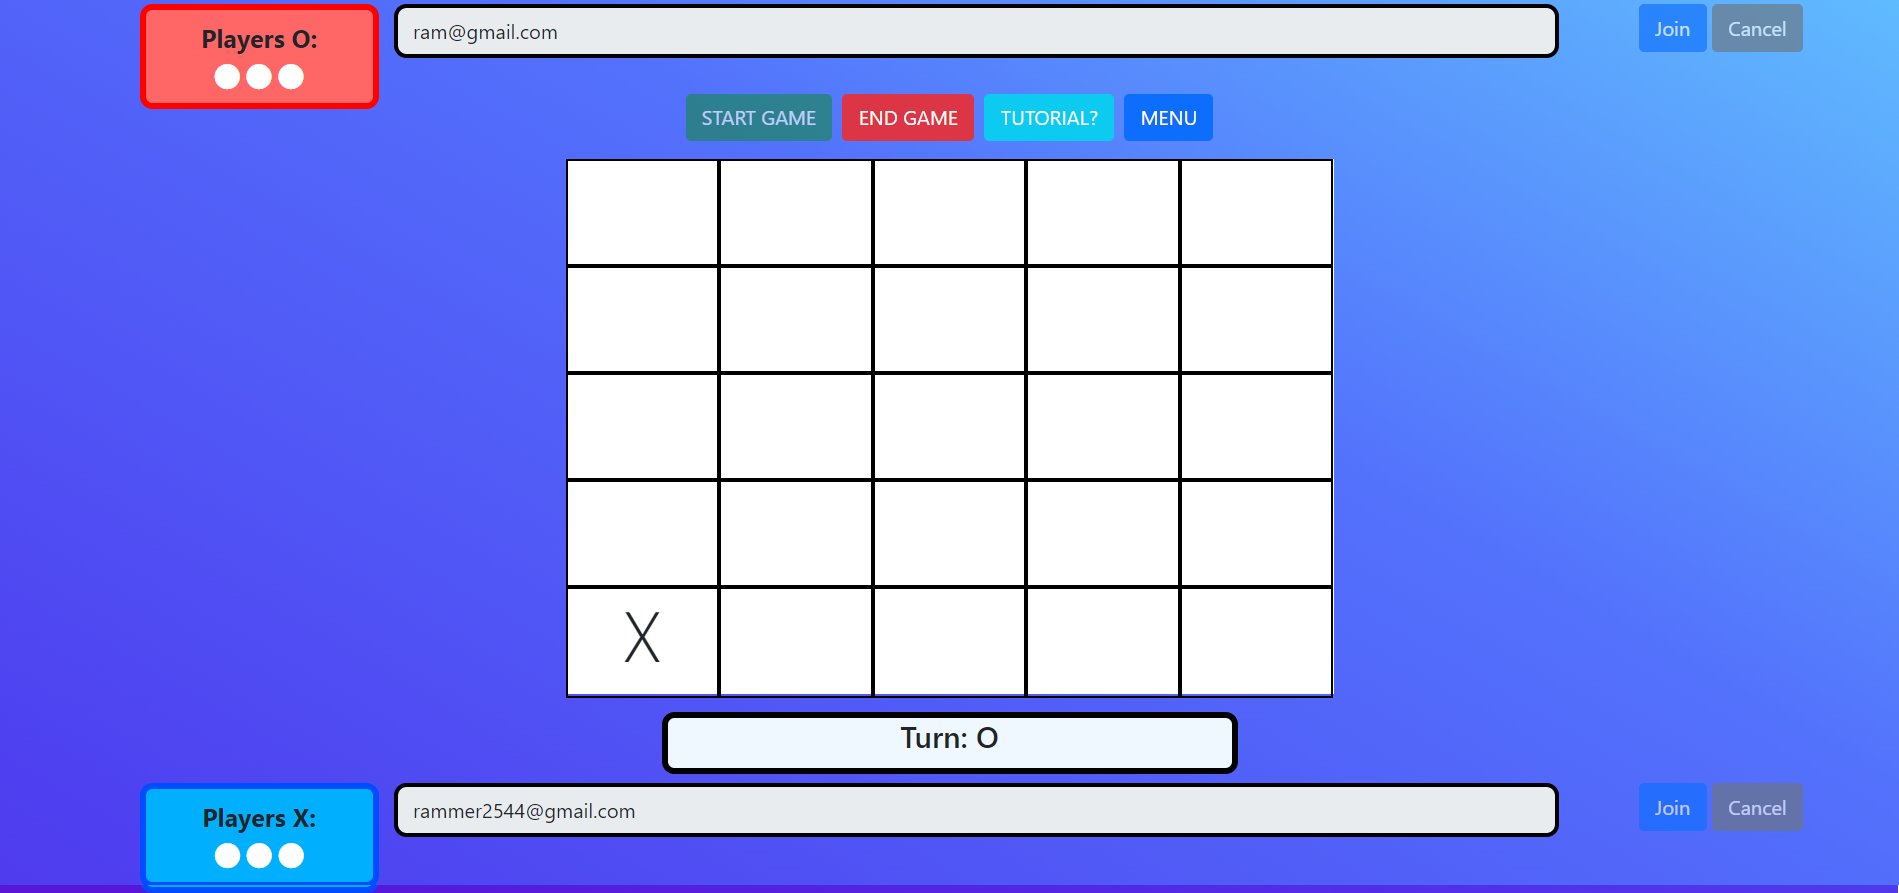 Players O:
ram@gmail.com
Join Cancel
START GAME END GAME TUTORIAL? MENU
X
Turn: O
Players X:
rammer2544@gmail.com
Join Cancel